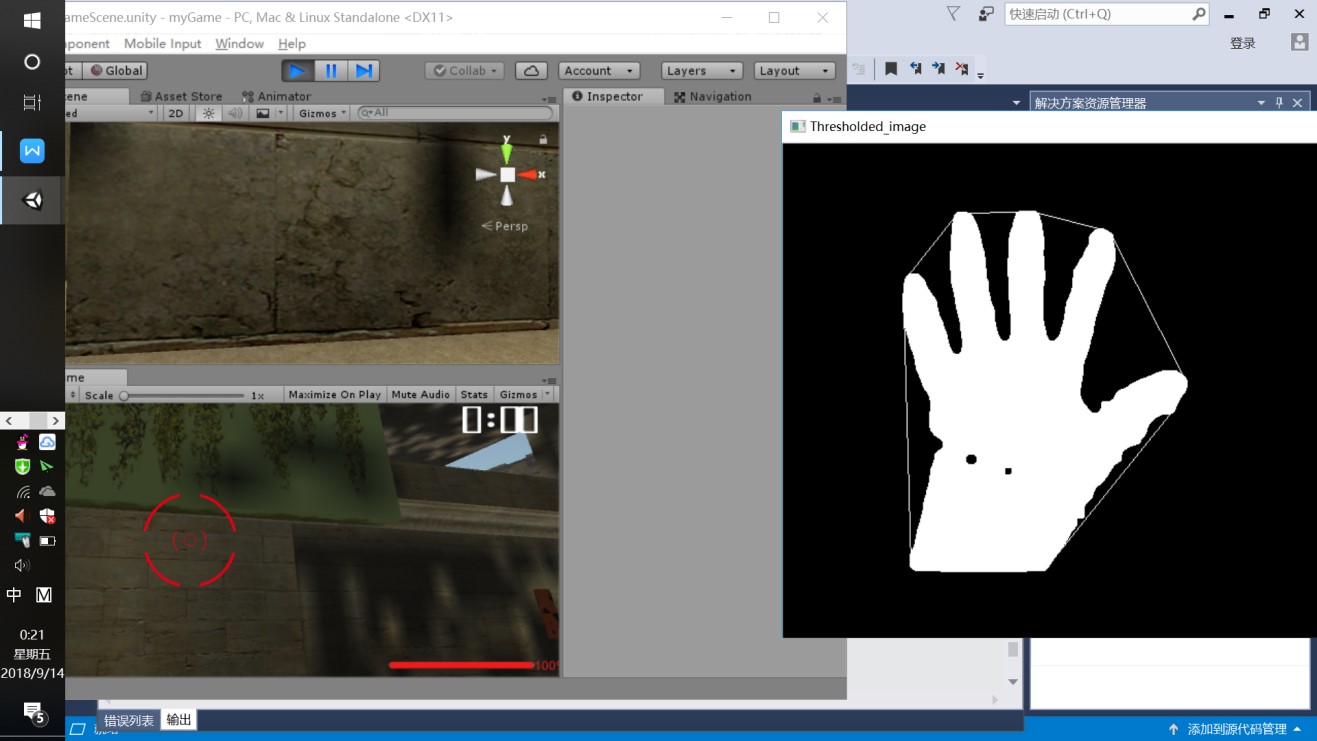 ameScene.unity - myGame - PC, Mac & Linux Standalone <DX11>
ponent Mobile Input Window Help
ot Global Collab Account Layers Layout
ene Asset Store Animator Inspector Navigation
ed 2D Gizmos All
y
x
Persp
me
Scale 1x Maximize On Play Mute Audio Stats Gizmos
0:00
100%
快速启动 (Ctrl+Q)
登录
解决方案资源管理器
Thresholded_image
中 M
0:21
星期五
2018/9/14
5
错误列表 输出
添加到源代码管理